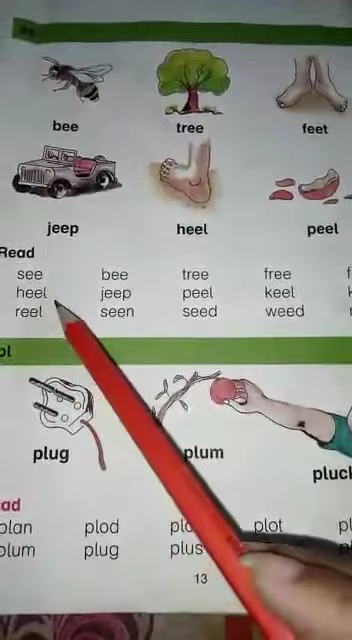 bee tree feet
jeep heel peel
Read
see bee tree free
heel jeep peel keel
reel seen seed weed
pl
plug plum pluck
plan plod plot
plum plug plus
13